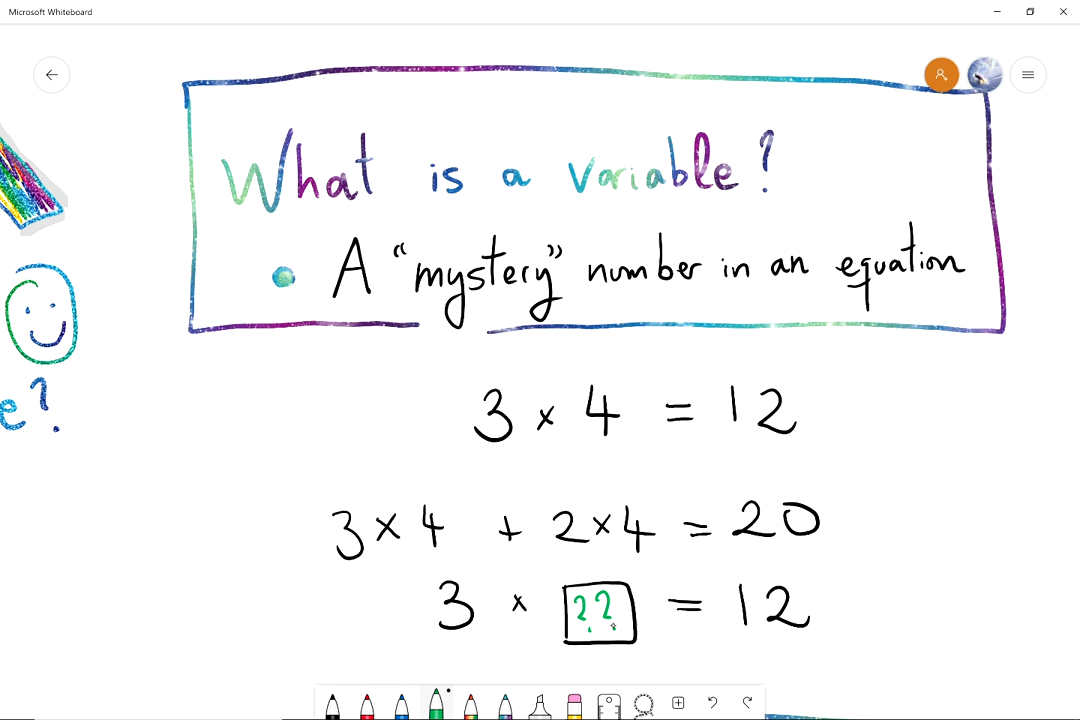 Microsoft Whiteboard
What is a variable?
A “mystery” number in an equation
e?
3 × 4 = 12
3 × 4 + 2 × 4 = 20
3 × ?? = 12